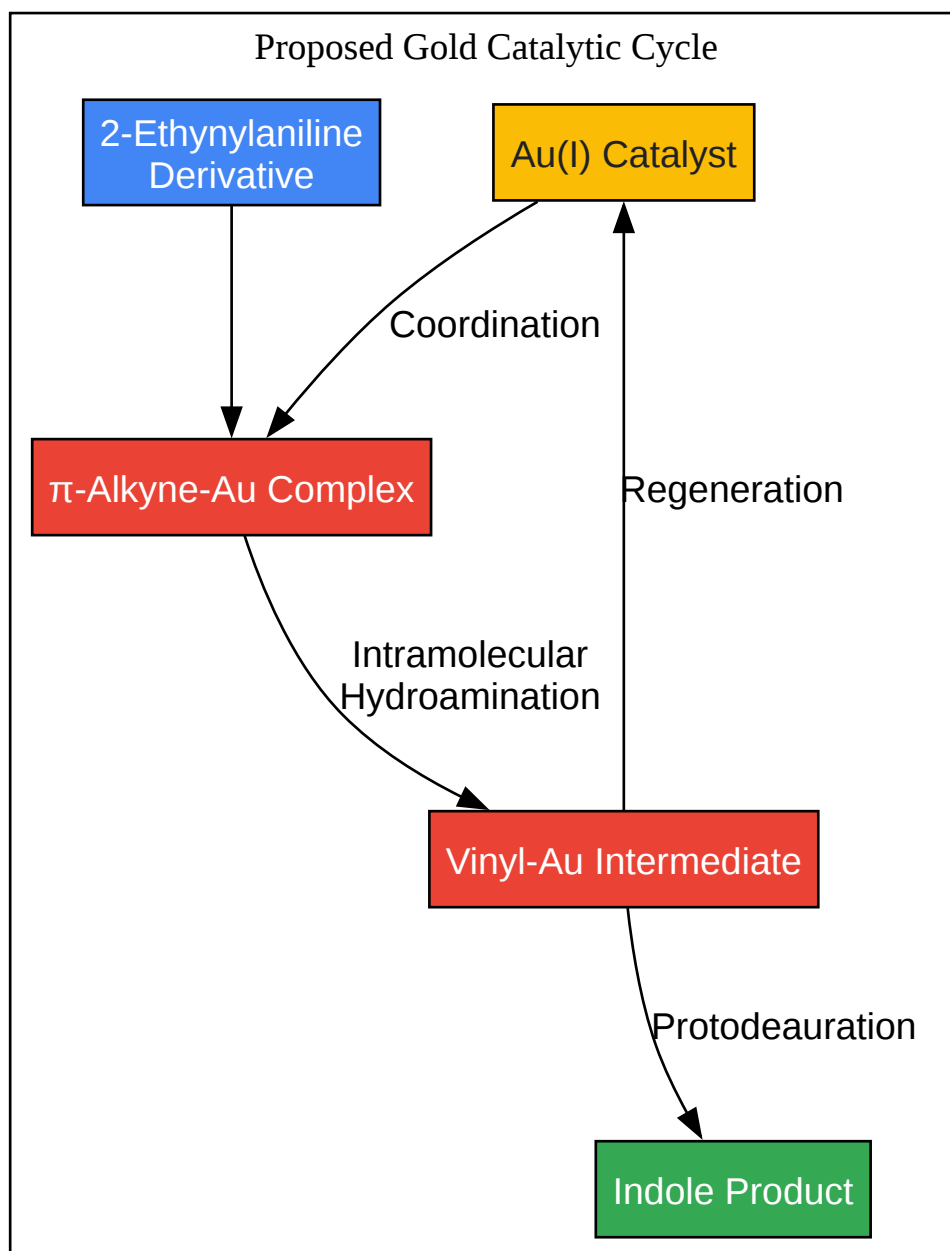 Proposed Gold Catalytic Cycle
2-Ethynylaniline
Derivative
Au(I) Catalyst
Coordination
π-Alkyne-Au Complex
Regeneration
Intramolecular
Hydroamination
Vinyl-Au Intermediate
Protodeauration
Indole Product